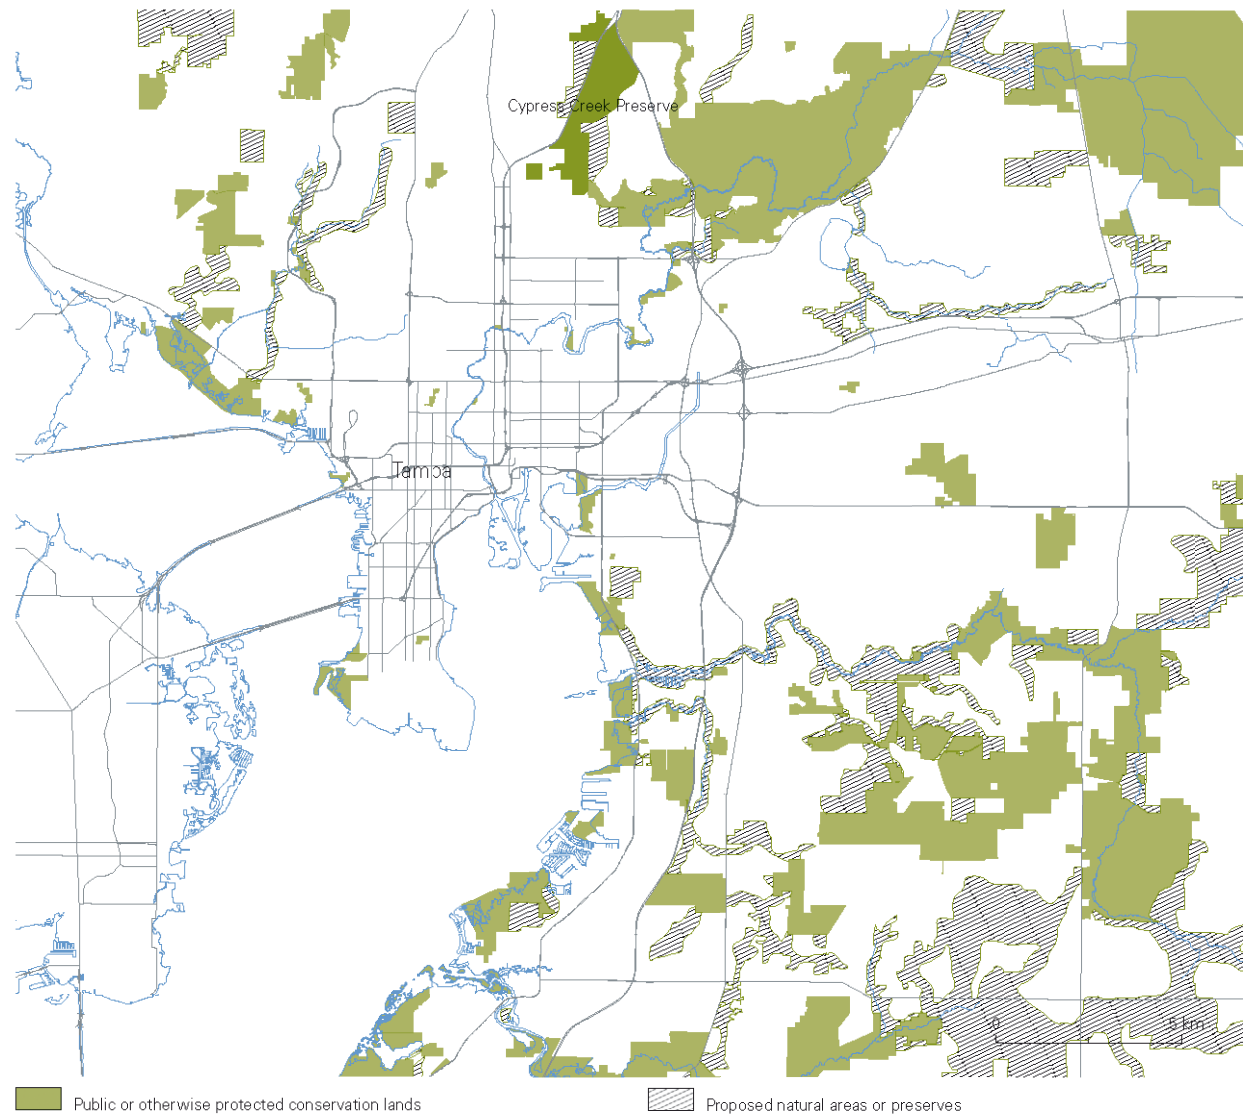 Cypress Creek Preserve
Tampa
0 5 km
Public or otherwise protected conservation lands
Proposed natural areas or preserves